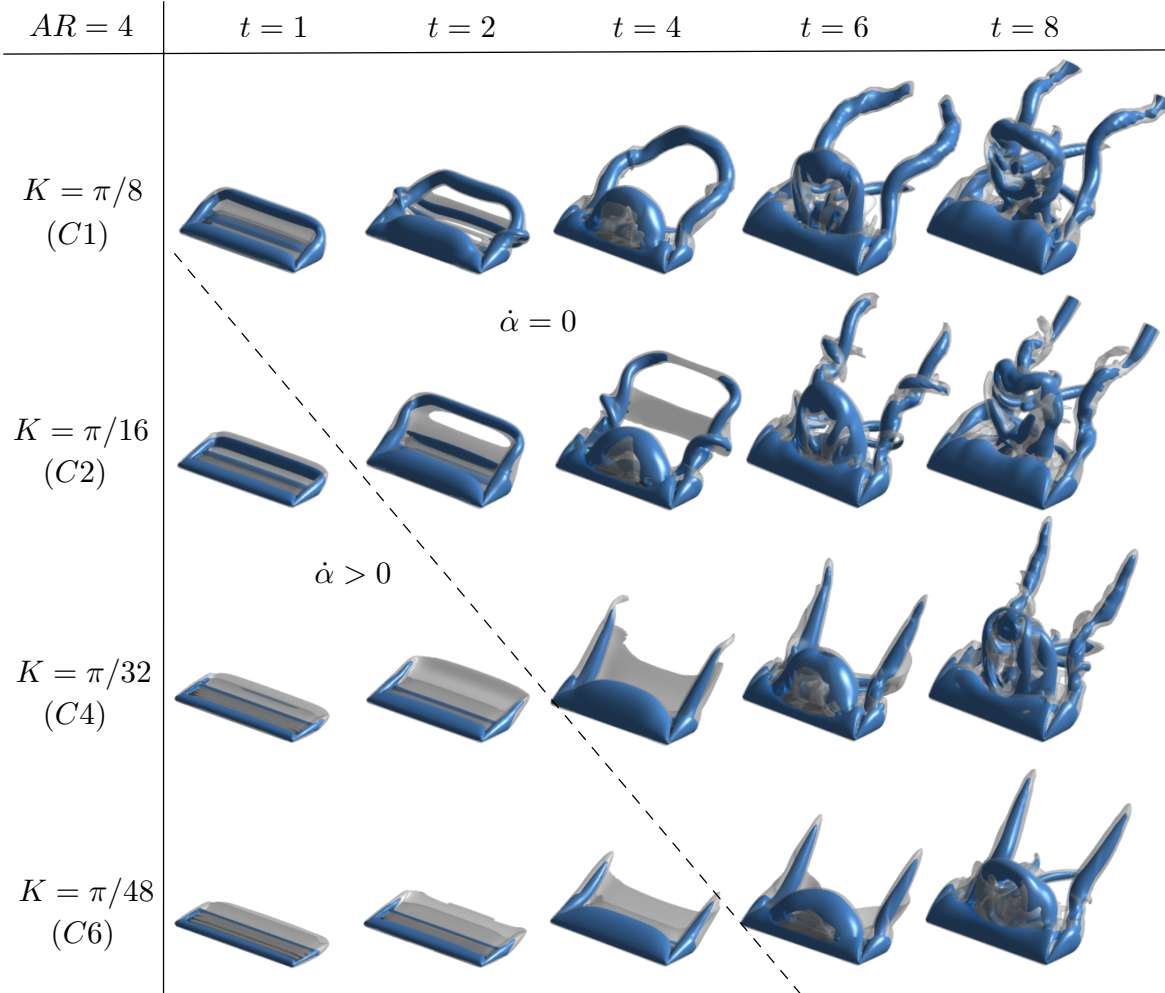 AR = 4 t = 1 t = 2 t = 4 t = 6 t = 8
K = π/8
(C1)
α̇ = 0
K = π/16
(C2)
α̇ > 0
K = π/32
(C4)
K = π/48
(C6)